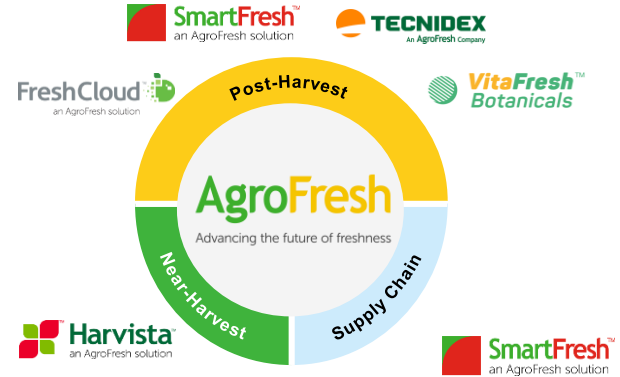 SmartFresh™
an AgroFresh solution
TECNIDEX
An AgroFresh Company
FreshCloud™
an AgroFresh solution
Post-Harvest
VitaFresh™
Botanicals
AgroFresh
Advancing the future of freshness
Near-Harvest
Supply Chain
Harvista™
an AgroFresh solution
SmartFresh™
an AgroFresh solution